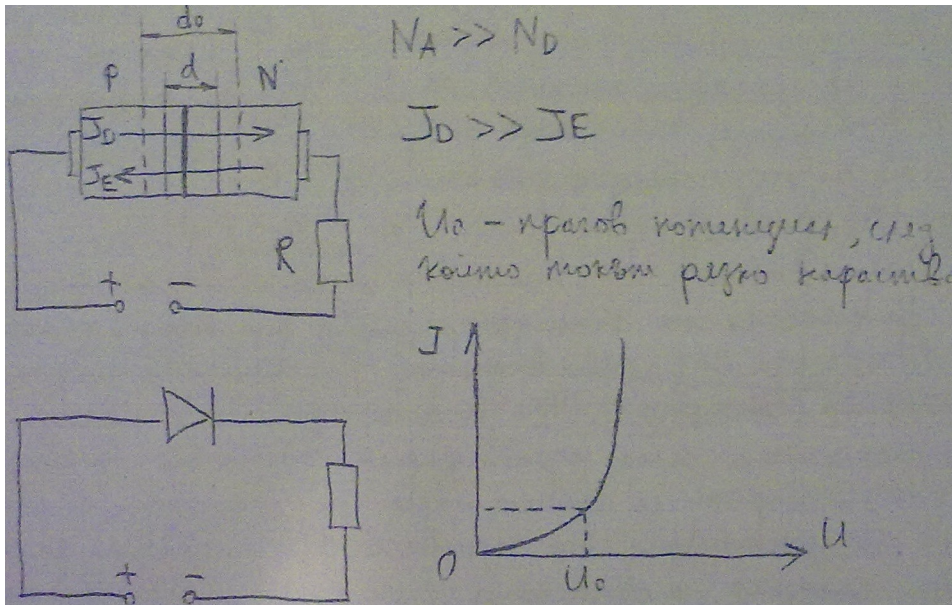 d₀
d
P
N
J_D
J_E
R
+ −
N_A >> N_D
J_D >> J_E
U₀ – прагов потенциал, след
който токът рязко нараства
J
0
U₀
U
+ −